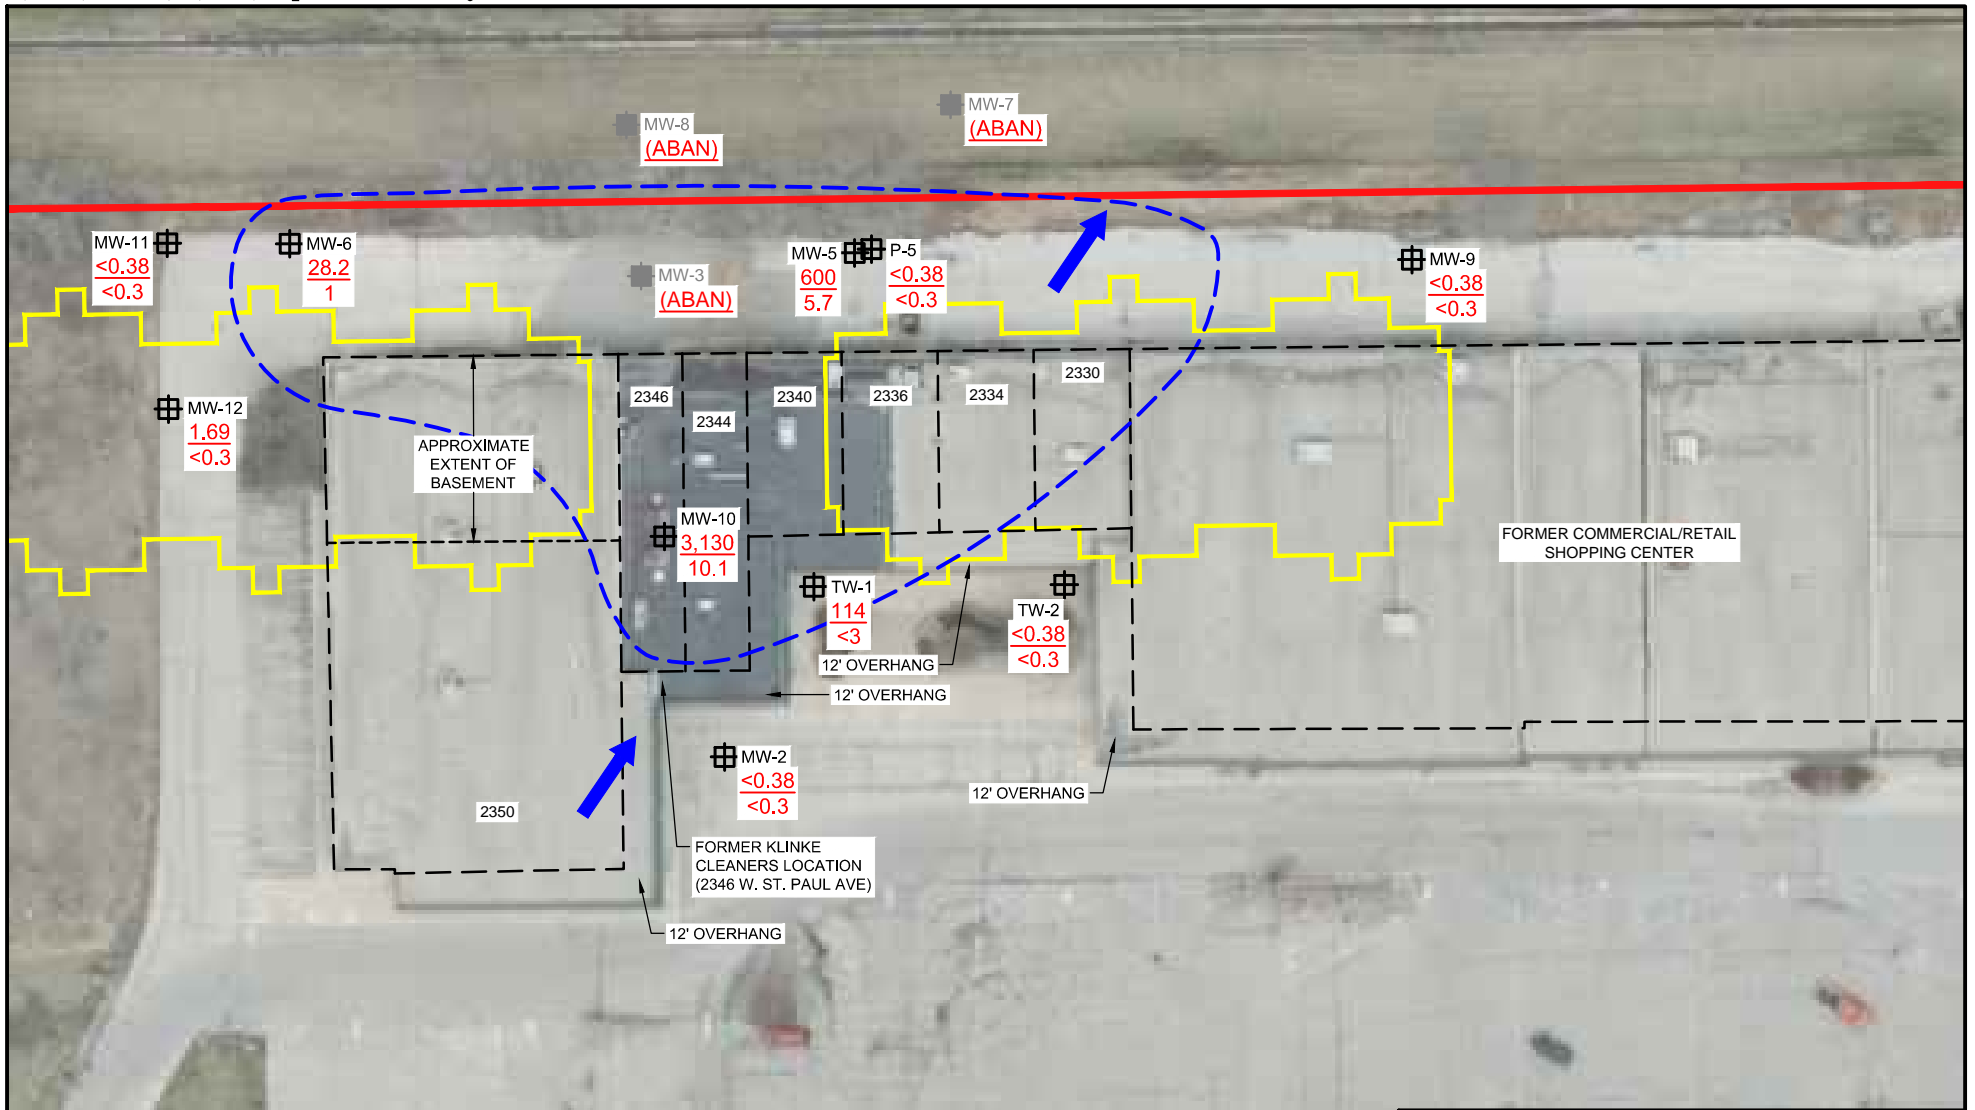 MW-8
(ABAN)
MW-7
(ABAN)
MW-11
<0.38
<0.3
MW-6
28.2
1
MW-3
(ABAN)
MW-5
600
5.7
P-5
<0.38
<0.3
MW-9
<0.38
<0.3
MW-12
1.69
<0.3
APPROXIMATE
EXTENT OF
BASEMENT
2346
2344
2340
2336
2334
2330
MW-10
3,130
10.1
FORMER COMMERCIAL/RETAIL
SHOPPING CENTER
TW-1
114
<3
TW-2
<0.38
<0.3
12' OVERHANG
12' OVERHANG
MW-2
<0.38
<0.3
12' OVERHANG
2350
FORMER KLINKE
CLEANERS LOCATION
(2346 W. ST. PAUL AVE)
12' OVERHANG